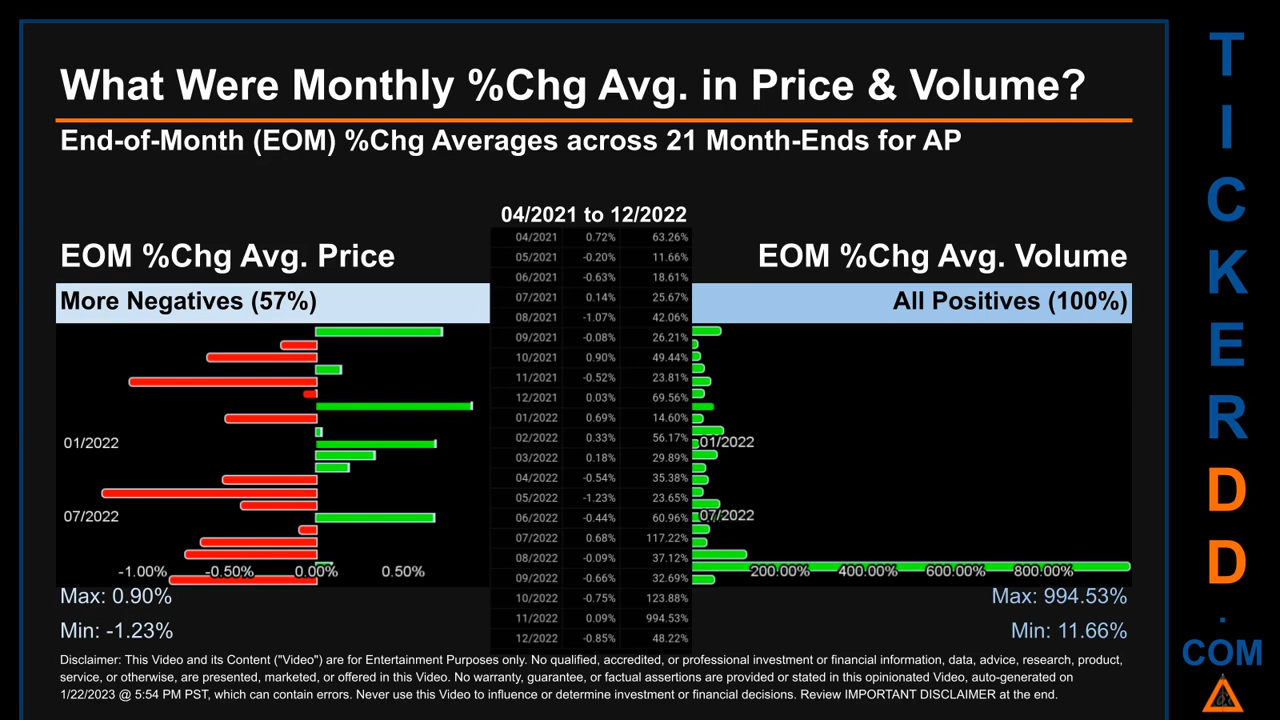 What Were Monthly %Chg Avg. in Price & Volume?
End-of-Month (EOM) %Chg Averages across 21 Month-Ends for AP
04/2021 to 12/2022
EOM %Chg Avg. Price
EOM %Chg Avg. Volume
More Negatives (57%)
All Positives (100%)
04/2021 0.72% 63.26%
05/2021 -0.20% 11.66%
06/2021 -0.63% 18.61%
07/2021 0.14% 25.67%
08/2021 -1.07% 42.06%
09/2021 -0.08% 26.21%
10/2021 0.90% 49.44%
11/2021 -0.52% 23.81%
12/2021 0.03% 69.56%
01/2022 0.69% 14.60%
02/2022 0.33% 56.17%
03/2022 0.18% 29.89%
04/2022 -0.54% 35.38%
05/2022 -1.23% 23.65%
06/2022 -0.44% 60.96%
07/2022 0.68% 117.22%
08/2022 -0.09% 37.12%
09/2022 -0.66% 32.69%
10/2022 -0.75% 123.88%
11/2022 0.09% 994.53%
12/2022 -0.85% 48.22%
01/2022
07/2022
-1.00% -0.50% 0.00% 0.50%
01/2022
07/2022
200.00% 400.00% 600.00% 800.00%
Max: 0.90%
Min: -1.23%
Max: 994.53%
Min: 11.66%
Disclaimer: This Video and its Content ("Video") are for Entertainment Purposes only. No qualified, accredited, or professional investment or financial information, data, advice, research, product,
service, or otherwise, are presented, marketed, or offered in this Video. No warranty, guarantee, or factual assertions are provided or stated in this opinionated Video, auto-generated on
1/22/2023 @ 5:54 PM PST, which can contain errors. Never use this Video to influence or determine investment or financial decisions. Review IMPORTANT DISCLAIMER at the end.
T
I
C
K
E
R
D
D
.
COM